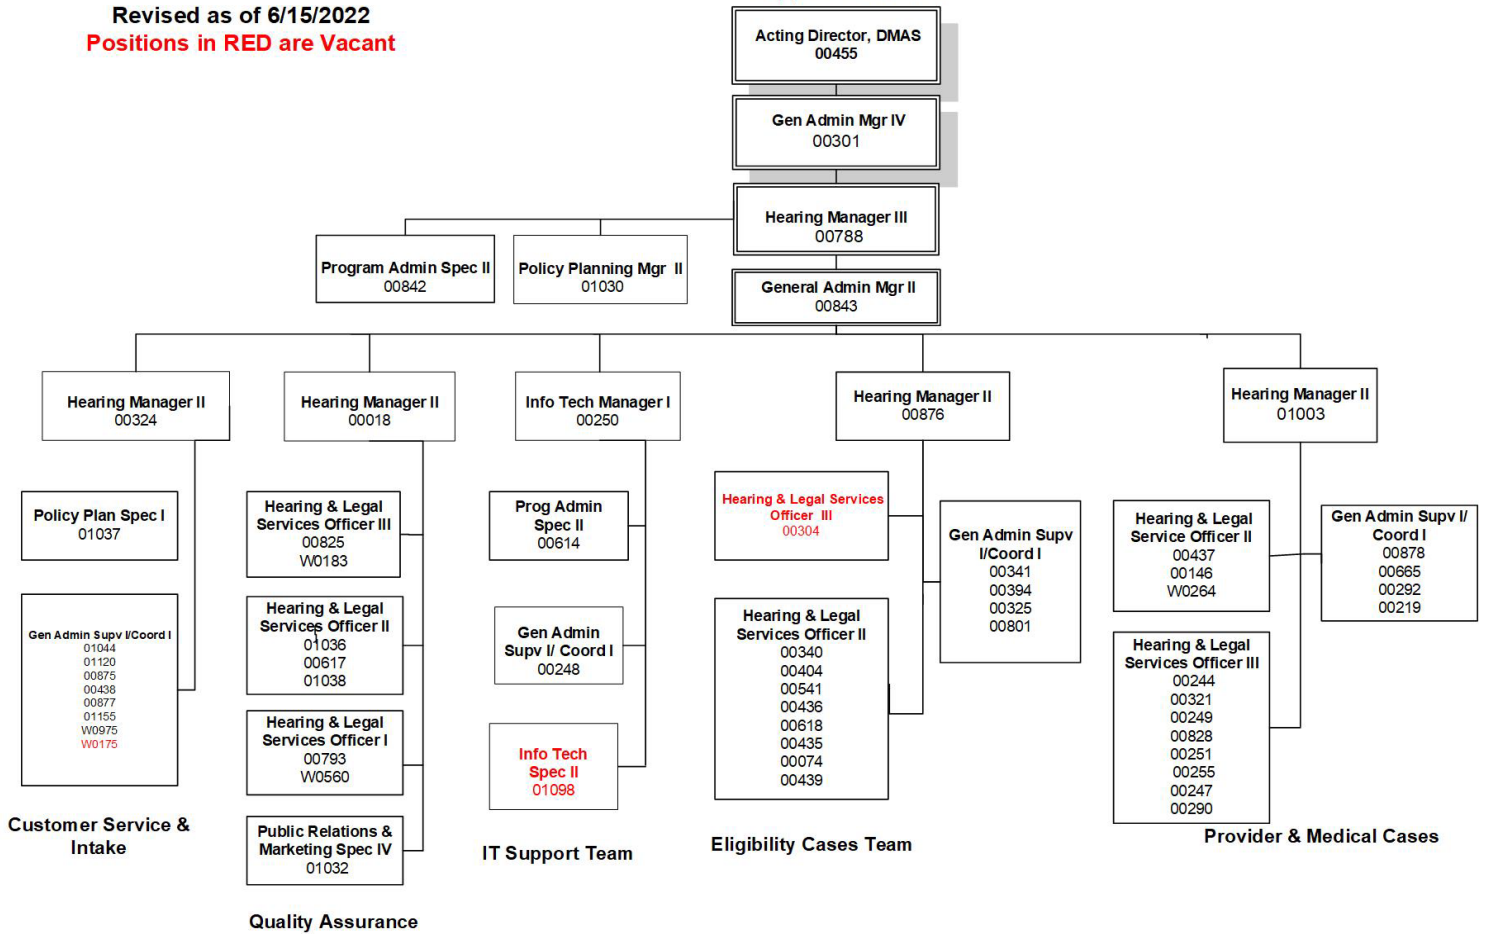 Revised as of 6/15/2022
Positions in RED are Vacant
Acting Director, DMAS
00455
Gen Admin Mgr IV
00301
Hearing Manager III
00788
Program Admin Spec II
00842
Policy Planning Mgr II
01030
General Admin Mgr II
00843
Hearing Manager II
00324
Policy Plan Spec I
01037
Gen Admin Supv I/Coord I
01044
01120
00875
00438
00877
01155
W0975
W0175
Customer Service &
Intake
Hearing Manager II
00018
Hearing & Legal
Services Officer III
00825
W0183
Hearing & Legal
Services Officer II
01036
00617
01038
Hearing & Legal
Services Officer I
00793
W0560
Public Relations &
Marketing Spec IV
01032
Quality Assurance
Info Tech Manager I
00250
Prog Admin
Spec II
00614
Gen Admin
Supv I/ Coord I
00248
Info Tech
Spec II
01098
IT Support Team
Hearing Manager II
00876
Hearing & Legal Services
Officer III
00304
Gen Admin Supv
I/Coord I
00341
00394
00325
00801
Hearing & Legal
Services Officer II
00340
00404
00541
00436
00618
00435
00074
00439
Eligibility Cases Team
Hearing Manager II
01003
Hearing & Legal
Service Officer II
00437
00146
W0264
Gen Admin Supv I/
Coord I
00878
00665
00292
00219
Hearing & Legal
Services Officer III
00244
00321
00249
00828
00251
00255
00247
00290
Provider & Medical Cases